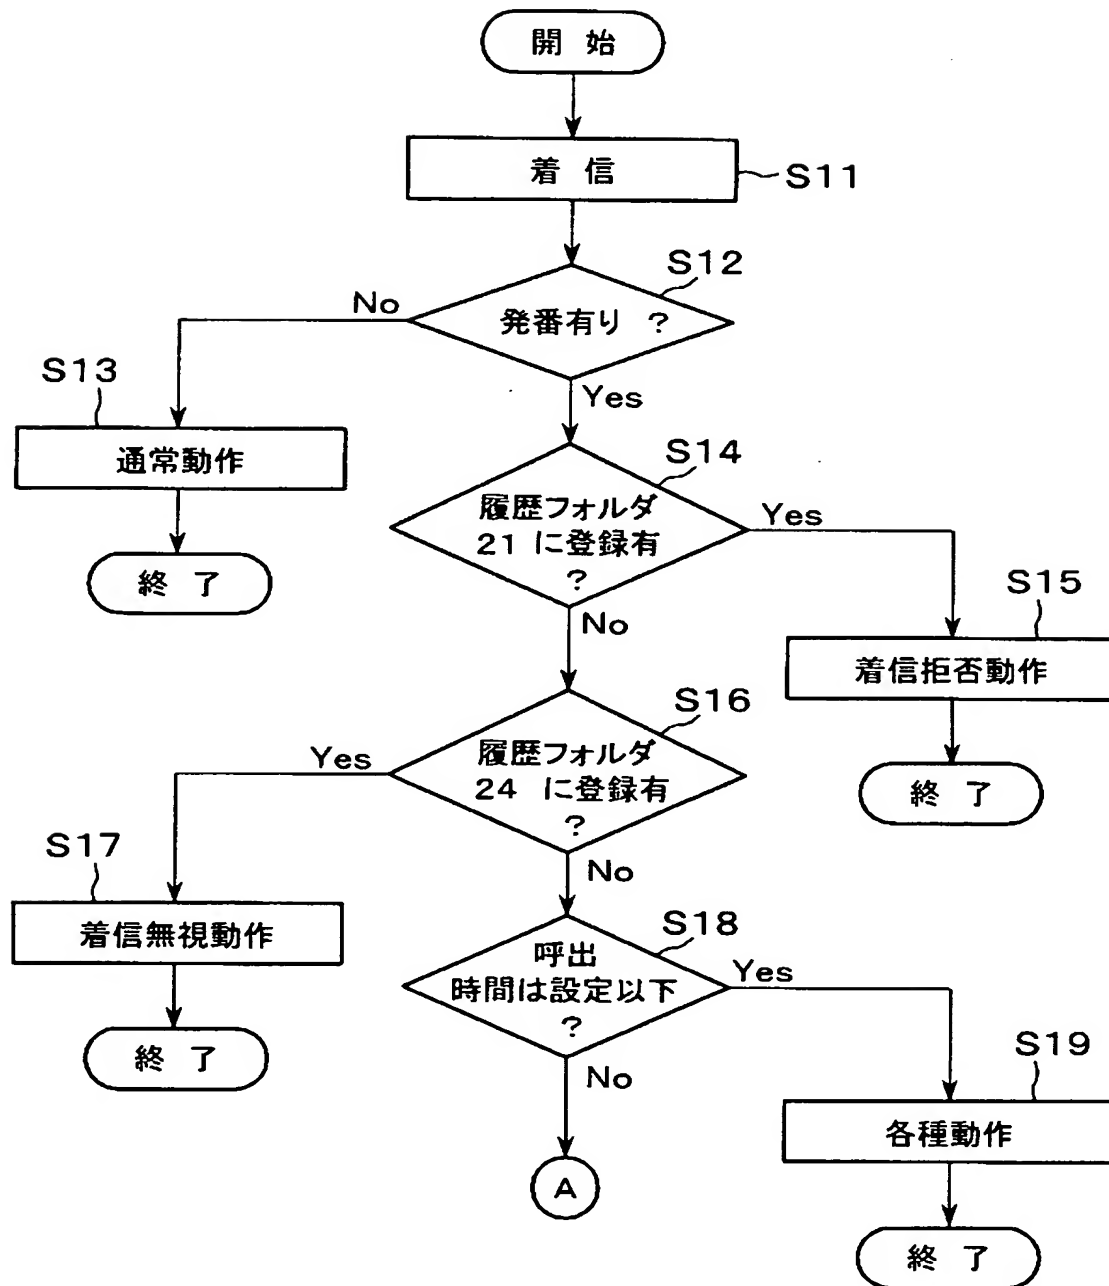 開始
着信
S11
S12
No
発番有り ?
Yes
S13
通常動作
終了
S14
履歴フォルダ
21 に登録有
?
Yes
No
S15
着信拒否動作
終了
S16
Yes
履歴フォルダ
24 に登録有
?
No
S17
着信無視動作
終了
S18
呼出
時間は設定以下
?
Yes
No
S19
各種動作
終了
A